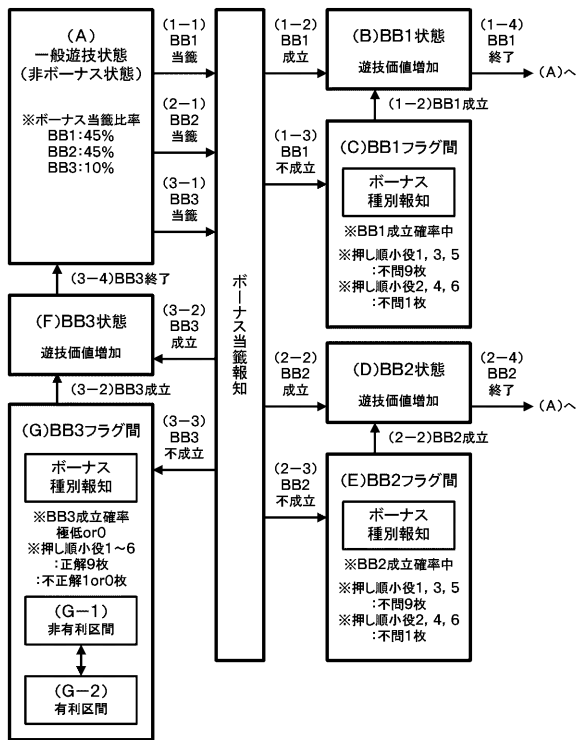 (A)
一般遊技状態
(非ボーナス状態)
※ボーナス当籤比率
BB1:45%
BB2:45%
BB3:10%
(1-1)
BB1
当籤
(2-1)
BB2
当籤
(3-1)
BB3
当籤
(3-4)BB3終了
(F)BB3状態
遊技価値増加
(3-2)
BB3
成立
(3-2)BB3成立
(G)BB3フラグ間
ボーナス
種別報知
※BB3成立確率
極低or0
※押し順小役1~6
:正解9枚
:不正解1or0枚
(G-1)
非有利区間
(G-2)
有利区間
(3-3)
BB3
不成立
ボーナス当籤報知
(1-2)
BB1
成立
(B)BB1状態
遊技価値増加
(1-4)
BB1
終了
(A)へ
(1-2)BB1成立
(1-3)
BB1
不成立
(C)BB1フラグ間
ボーナス
種別報知
※BB1成立確率中
※押し順小役1, 3, 5
:不問9枚
※押し順小役2, 4, 6
:不問1枚
(2-2)
BB2
成立
(D)BB2状態
遊技価値増加
(2-4)
BB2
終了
(A)へ
(2-2)BB2成立
(2-3)
BB2
不成立
(E)BB2フラグ間
ボーナス
種別報知
※BB2成立確率中
※押し順小役1, 3, 5
:不問9枚
※押し順小役2, 4, 6
:不問1枚